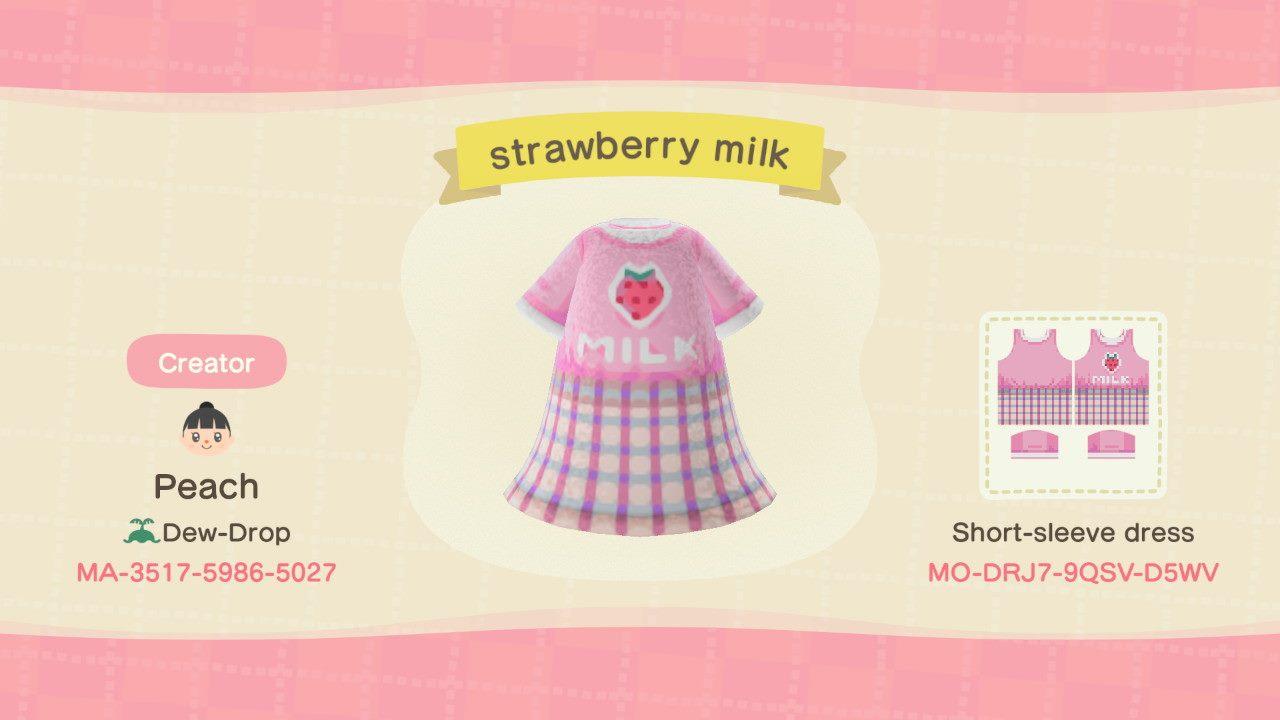 strawberry milk
MILK
Creator
Peach
Dew-Drop
MA-3517-5986-5027
MILK
Short-sleeve dress
MO-DRJ7-9QSV-D5WV